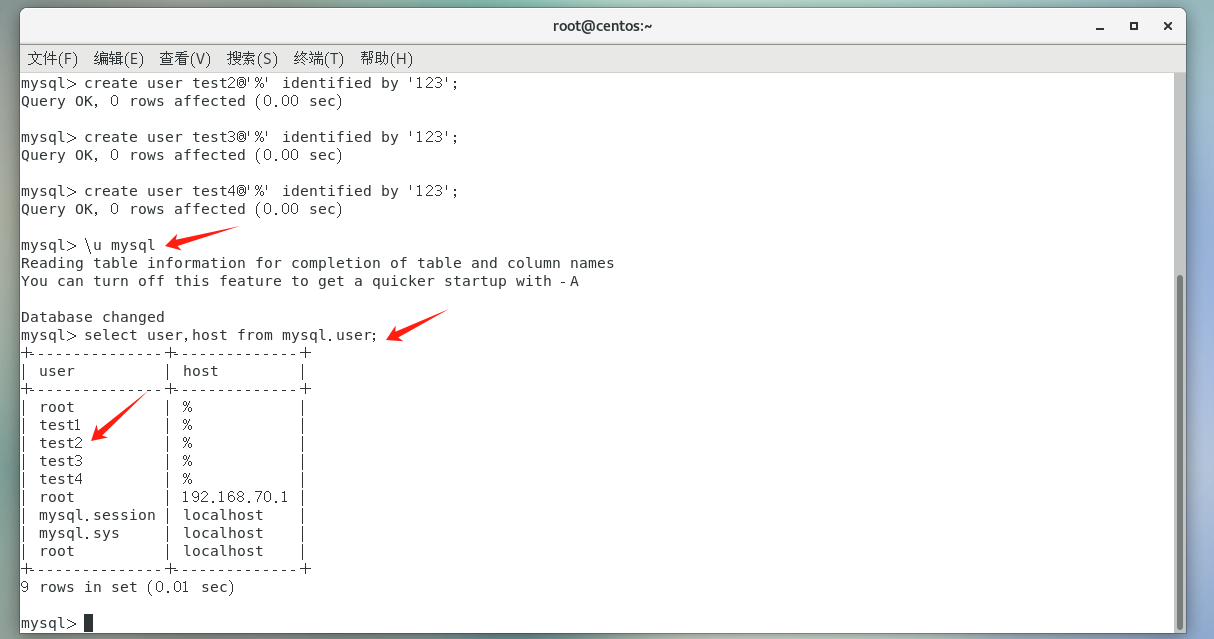 root@centos:~
文件(F) 编辑(E) 查看(V) 搜索(S) 终端(T) 帮助(H)
mysql> create user test2@'%' identified by '123';
Query OK, 0 rows affected (0.00 sec)
mysql> create user test3@'%' identified by '123';
Query OK, 0 rows affected (0.00 sec)
mysql> create user test4@'%' identified by '123';
Query OK, 0 rows affected (0.00 sec)
mysql> \u mysql
Reading table information for completion of table and column names
You can turn off this feature to get a quicker startup with -A
Database changed
mysql> select user,host from mysql.user;
+---------------+--------------+
| user          | host         |
+---------------+--------------+
| root          | %            |
| test1         | %            |
| test2         | %            |
| test3         | %            |
| test4         | %            |
| root          | 192.168.70.1 |
| mysql.session | localhost    |
| mysql.sys     | localhost    |
| root          | localhost    |
+---------------+--------------+
9 rows in set (0.01 sec)
mysql>